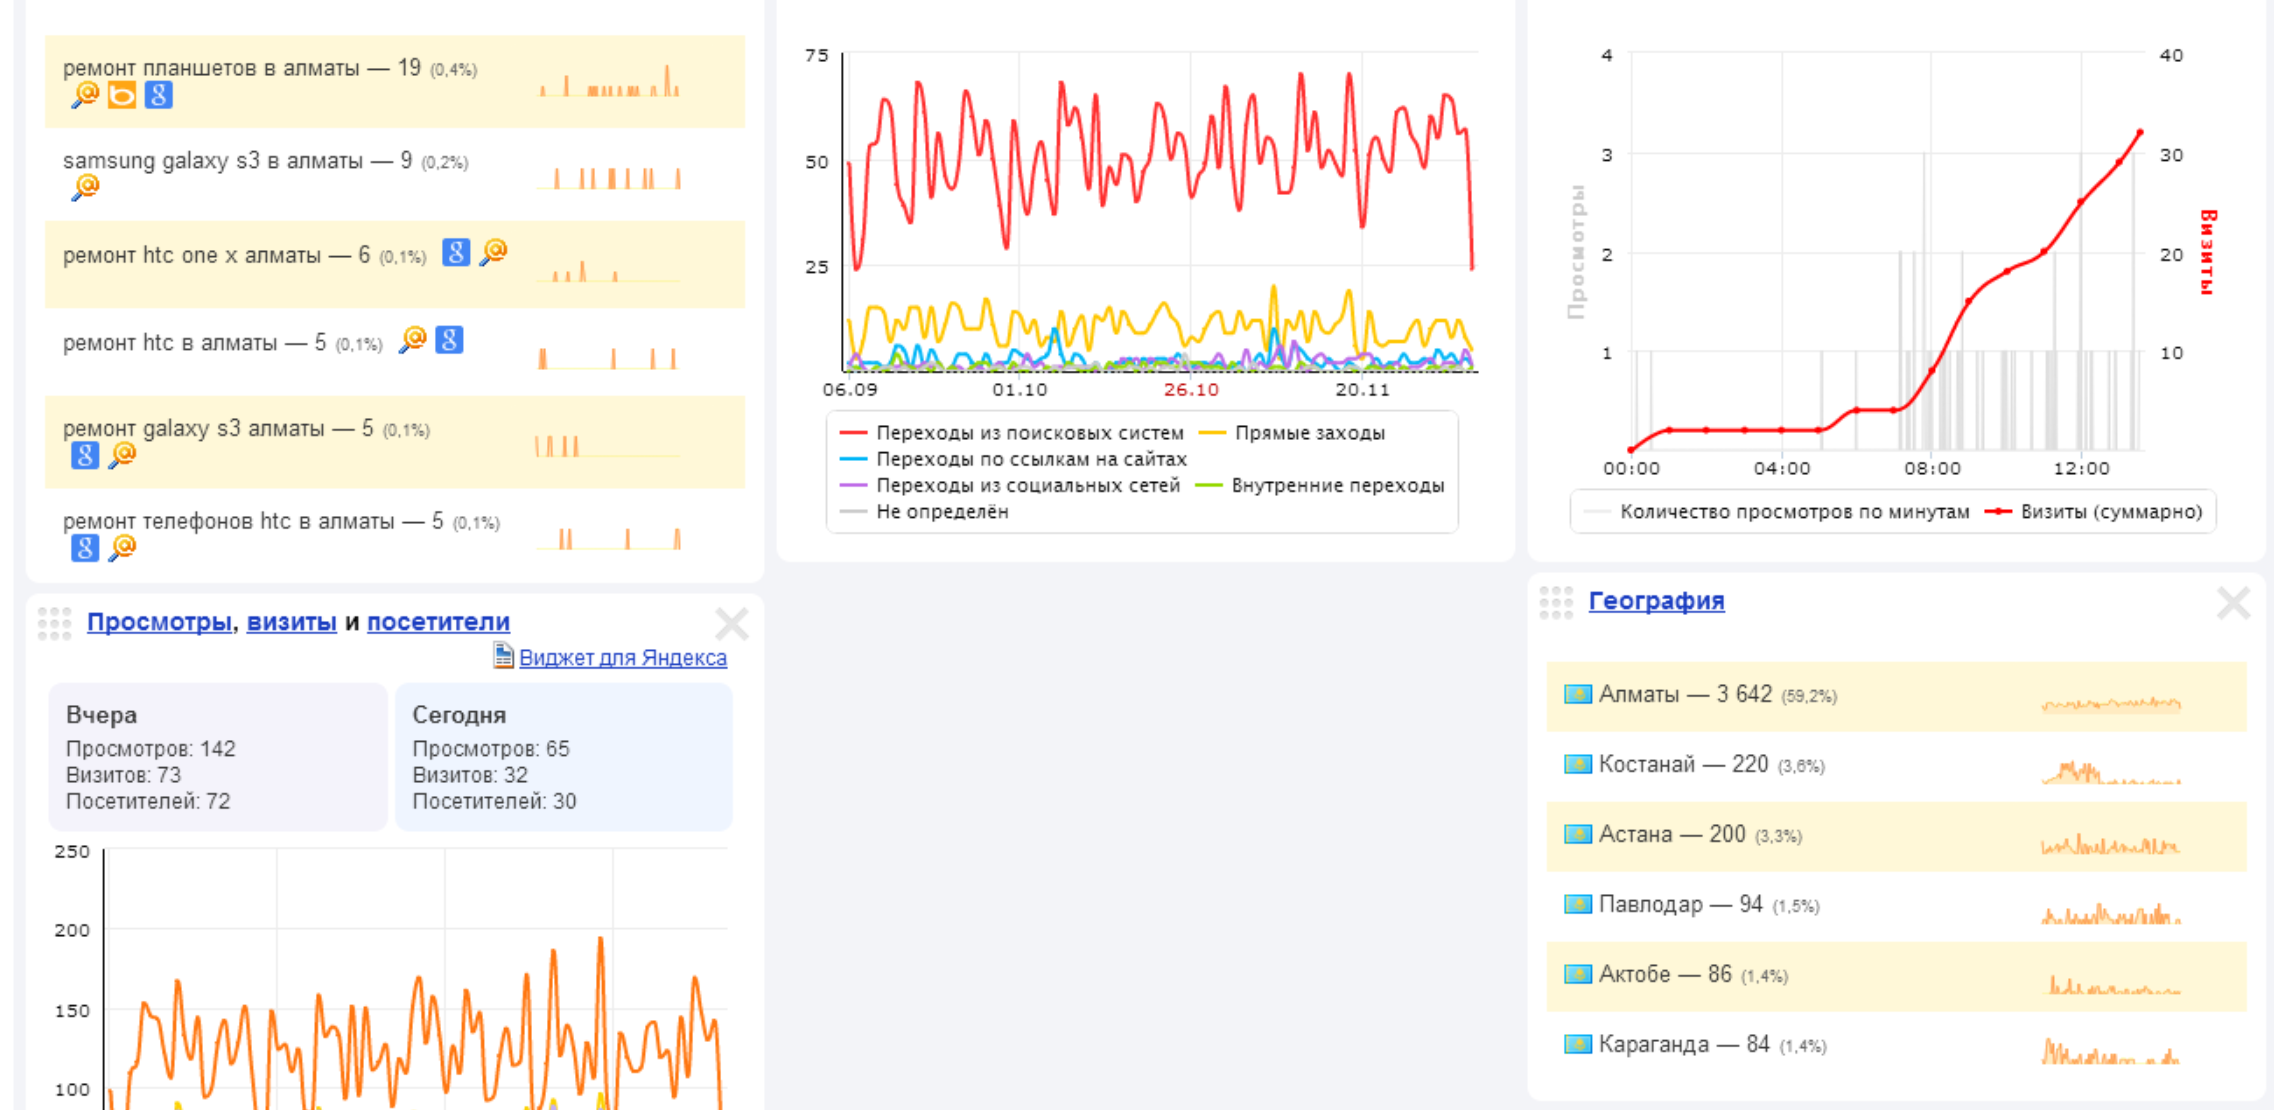 ремонт планшетов в алматы — 19 (0,4%)
samsung galaxy s3 в алматы — 9 (0,2%)
ремонт htc one x алматы — 6 (0,1%)
ремонт htc в алматы — 5 (0,1%)
ремонт galaxy s3 алматы — 5 (0,1%)
ремонт телефонов htc в алматы — 5 (0,1%)
Просмотры, визиты и посетители
Виджет для Яндекса
Вчера
Просмотров: 142
Визитов: 73
Посетителей: 72
Сегодня
Просмотров: 65
Визитов: 32
Посетителей: 30
250
200
150
100
75
50
25
06.09 01.10 26.10 20.11
Переходы из поисковых систем Прямые заходы
Переходы по ссылкам на сайтах
Переходы из социальных сетей Внутренние переходы
Не определён
4
3
2
1
Просмотры
40
30
20
10
Визиты
00:00 04:00 08:00 12:00
Количество просмотров по минутам Визиты (суммарно)
География
Алматы — 3 642 (59,2%)
Костанай — 220 (3,6%)
Астана — 200 (3,3%)
Павлодар — 94 (1,5%)
Актобе — 86 (1,4%)
Караганда — 84 (1,4%)